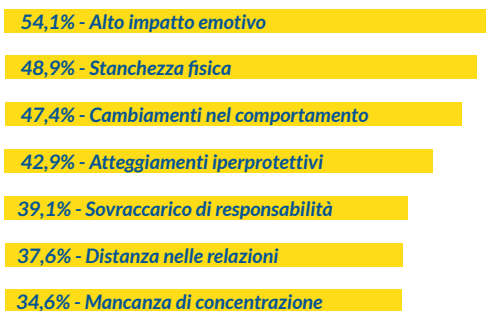 54,1% - Alto impatto emotivo
48,9% - Stanchezza fisica
47,4% - Cambiamenti nel comportamento
42,9% - Atteggiamenti iperprotettivi
39,1% - Sovraccarico di responsabilità
37,6% - Distanza nelle relazioni
34,6% - Mancanza di concentrazione